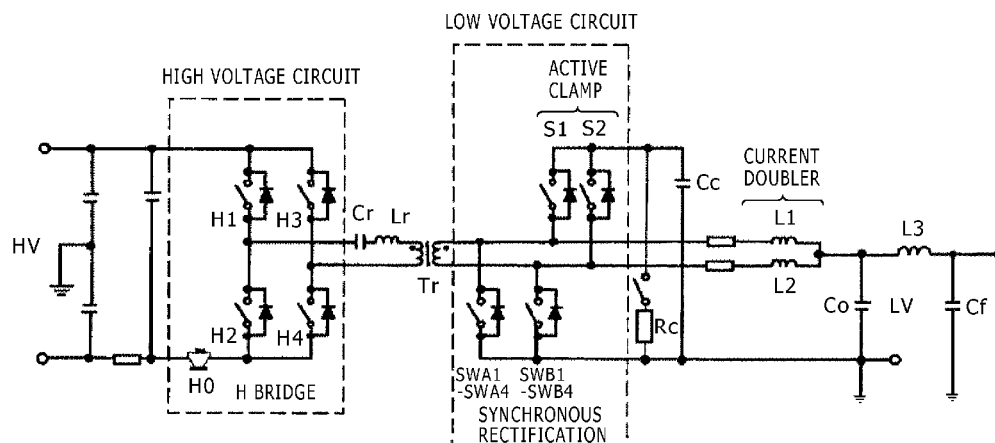 LOW VOLTAGE CIRCUIT
HIGH VOLTAGE CIRCUIT
ACTIVE
CLAMP
S1 S2
CURRENT
DOUBLER
H1
H3
Cr
Lr
Cc
L1
L3
HV
Tr
L2
H2
H4
Rc
Co
LV
Cf
H0
H BRIDGE
SWA1
-SWA4
SWB1
-SWB4
SYNCHRONOUS
RECTIFICATION